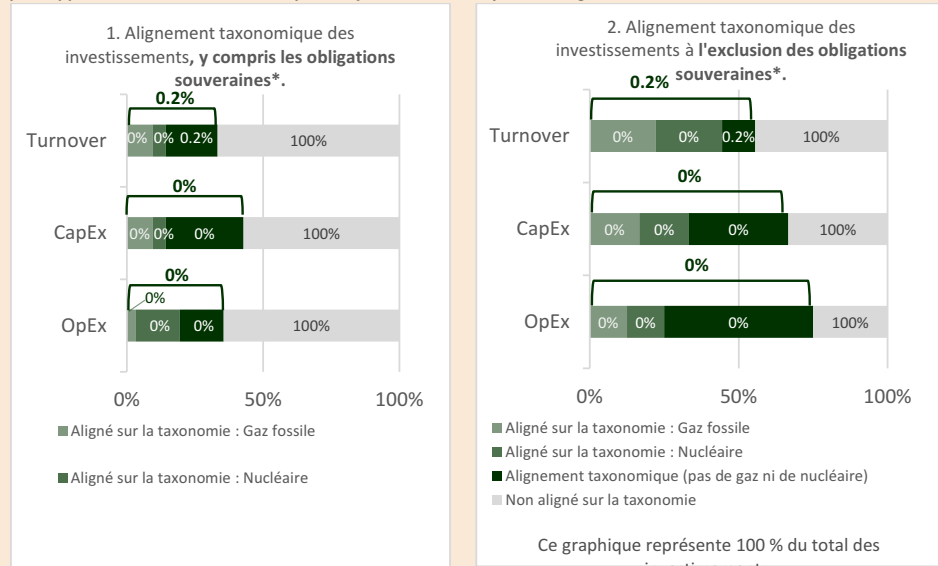 1. Alignement taxonomique des
investissements, y compris les obligations
souveraines*.
0.2%
Turnover
0% 0% 0.2% 100%
0%
CapEx
0% 0% 0% 100%
0%
0%
OpEx
0% 0% 100%
0% 50% 100%
Aligné sur la taxonomie : Gaz fossile
Aligné sur la taxonomie : Nucléaire
2. Alignement taxonomique des
investissements à l'exclusion des obligations
souveraines*.
0.2%
Turnover
0% 0% 0.2% 100%
0%
CapEx
0% 0% 0% 100%
0%
OpEx
0% 0% 0% 100%
0% 50% 100%
Aligné sur la taxonomie : Gaz fossile
Aligné sur la taxonomie : Nucléaire
Alignement taxonomique (pas de gaz ni de nucléaire)
Non aligné sur la taxonomie
Ce graphique représente 100 % du total des